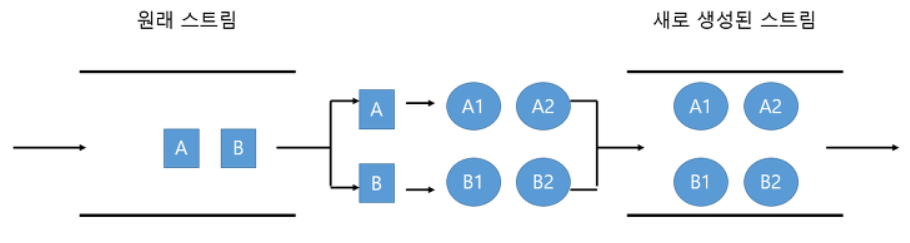 원래 스트림
새로 생성된 스트림
A B
A
A1 A2
B
B1 B2
A1 A2
B1 B2